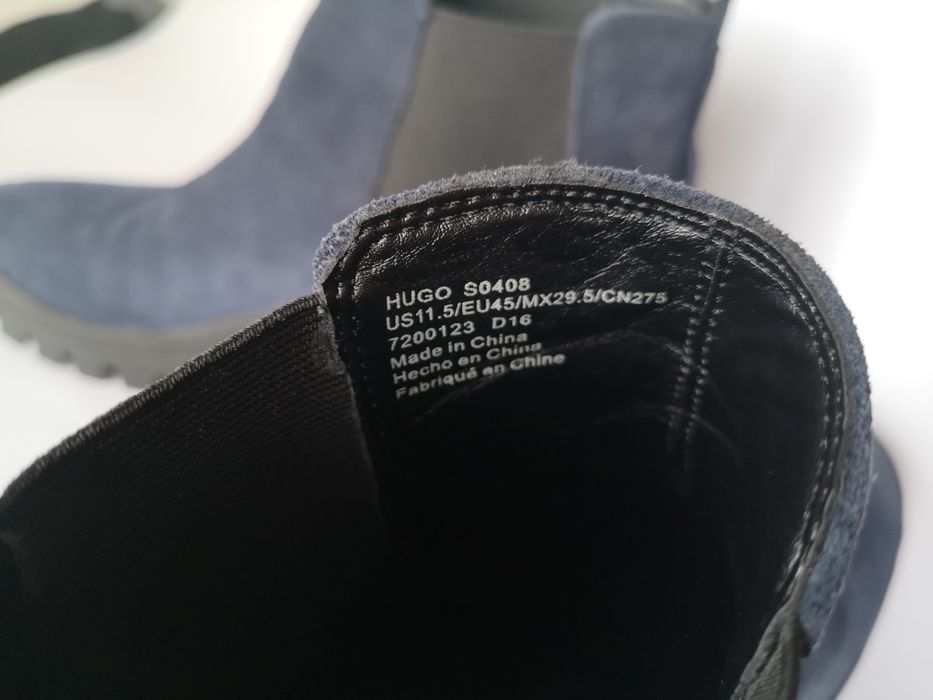 HUGO S0408
US11.5/EU45/MX29.5/CN275
7200123 D16
Made in China
Hecho en China
Fabriqué en Chine